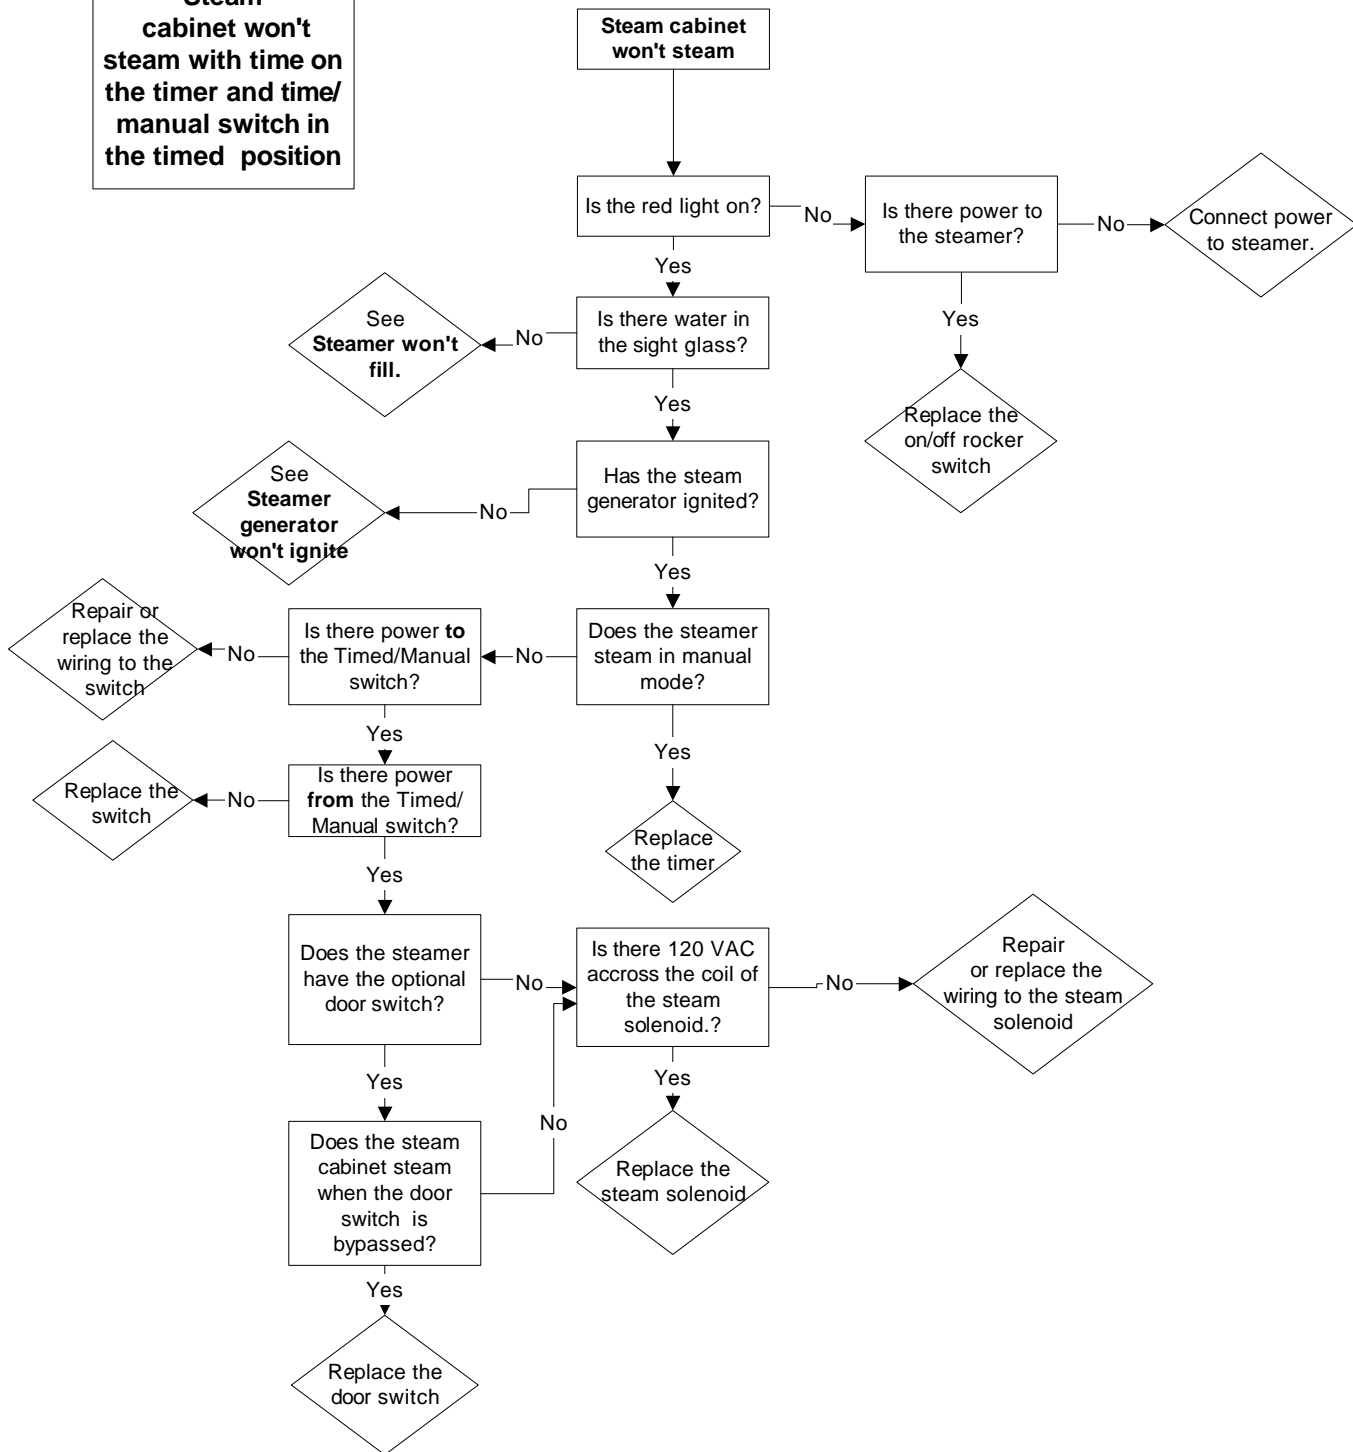 Steam
cabinet won't
steam with time on
the timer and time/
manual switch in
the timed position
Steam cabinet
won't steam
Is the red light on?
No
Is there power to
the steamer?
No
Connect power
to steamer.
Yes
Yes
See
Steamer won't
fill.
No
Is there water in
the sight glass?
Yes
Replace the
on/off rocker
switch
See
Steamer
generator
won't ignite
No
Has the steam
generator ignited?
Yes
Repair or
replace the
wiring to the
switch
No
Is there power to
the Timed/Manual
switch?
No
Does the steamer
steam in manual
mode?
Yes
Yes
Replace the
switch
No
Is there power
from the Timed/
Manual switch?
Replace
the timer
Yes
Does the steamer
have the optional
door switch?
No
Is there 120 VAC
accross the coil of
the steam
solenoid.?
No
Repair
or replace the
wiring to the steam
solenoid
Yes
Yes
No
Does the steam
cabinet steam
when the door
switch is
bypassed?
Replace the
steam solenoid
Yes
Replace the
door switch